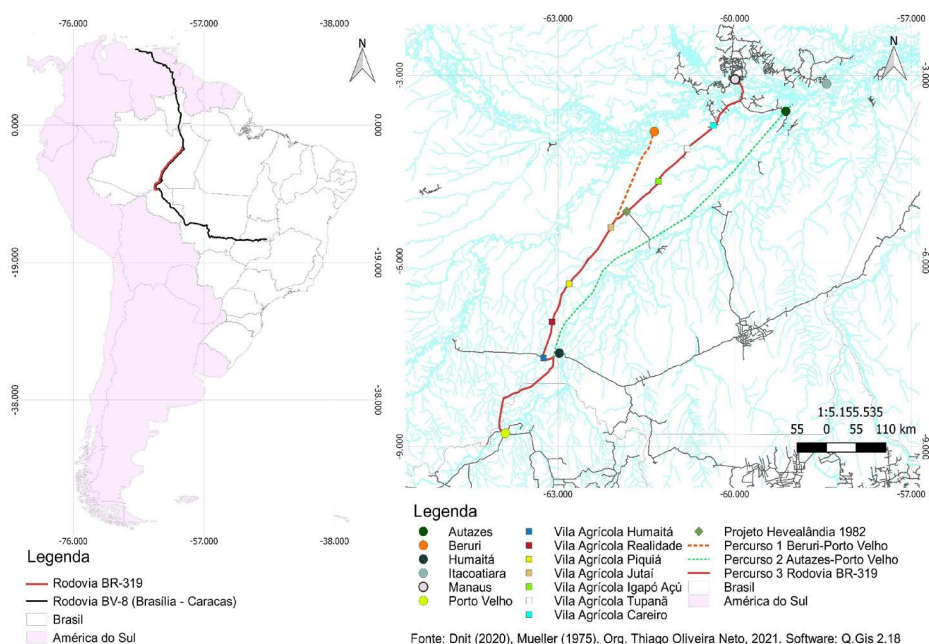 -76.000
-57.000
-38.000
N
0.000
0.000
-19.000
-19.000
-38.000
-38.000
-76.000
-57.000
-38.000
Legenda
Rodovia BR-319
Rodovia BV-8 (Brasília - Caracas)
Brasil
América do Sul
-63.000
-60.000
-57.000
N
-3.000
-3.000
-6.000
-6.000
-9.000
-9.000
1:5.155.535
55 0 55 110 km
-63.000
-60.000
-57.000
Legenda
Autazes
Beruri
Humaitá
Itacoatiara
Manaus
Porto Velho
Vila Agrícola Humaitá
Vila Agrícola Realidade
Vila Agrícola Piquiá
Vila Agrícola Jutaí
Vila Agrícola Igapó Açú
Vila Agrícola Tupanã
Vila Agrícola Careiro
Projeto Hevealândia 1982
Percurso 1 Beruri-Porto Velho
Percurso 2 Autazes-Porto Velho
Percurso 3 Rodovia BR-319
Brasil
América do Sul
Fonte: Dnit (2020), Mueller (1975). Org. Thiago Oliveira Neto, 2021. Software: Q.Gis 2.18